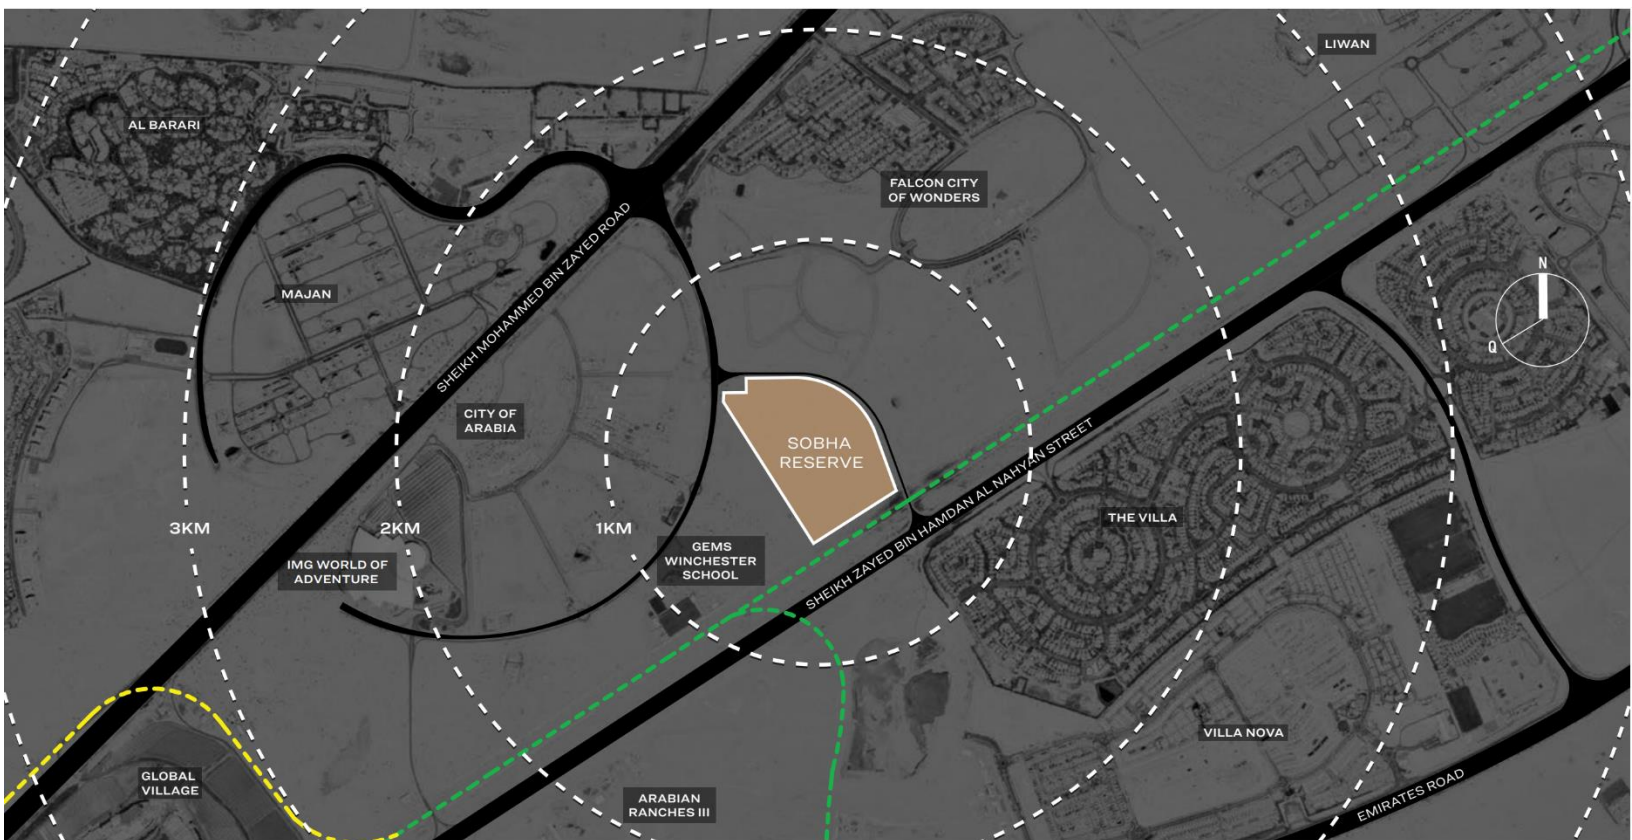 LIWAN
AL BARARI
FALCON CITY
OF WONDERS
SHEIKH MOHAMMED BIN ZAYED ROAD
N
Q
MAJAN
CITY OF
ARABIA
SOBHA
RESERVE
SHEIKH ZAYED BIN HAMDAN AL NAHYAN STREET
3KM
2KM
1KM
THE VILLA
GEMS
WINCHESTER
SCHOOL
IMG WORLD OF
ADVENTURE
VILLA NOVA
GLOBAL
VILLAGE
ARABIAN
RANCHES III
EMIRATES ROAD